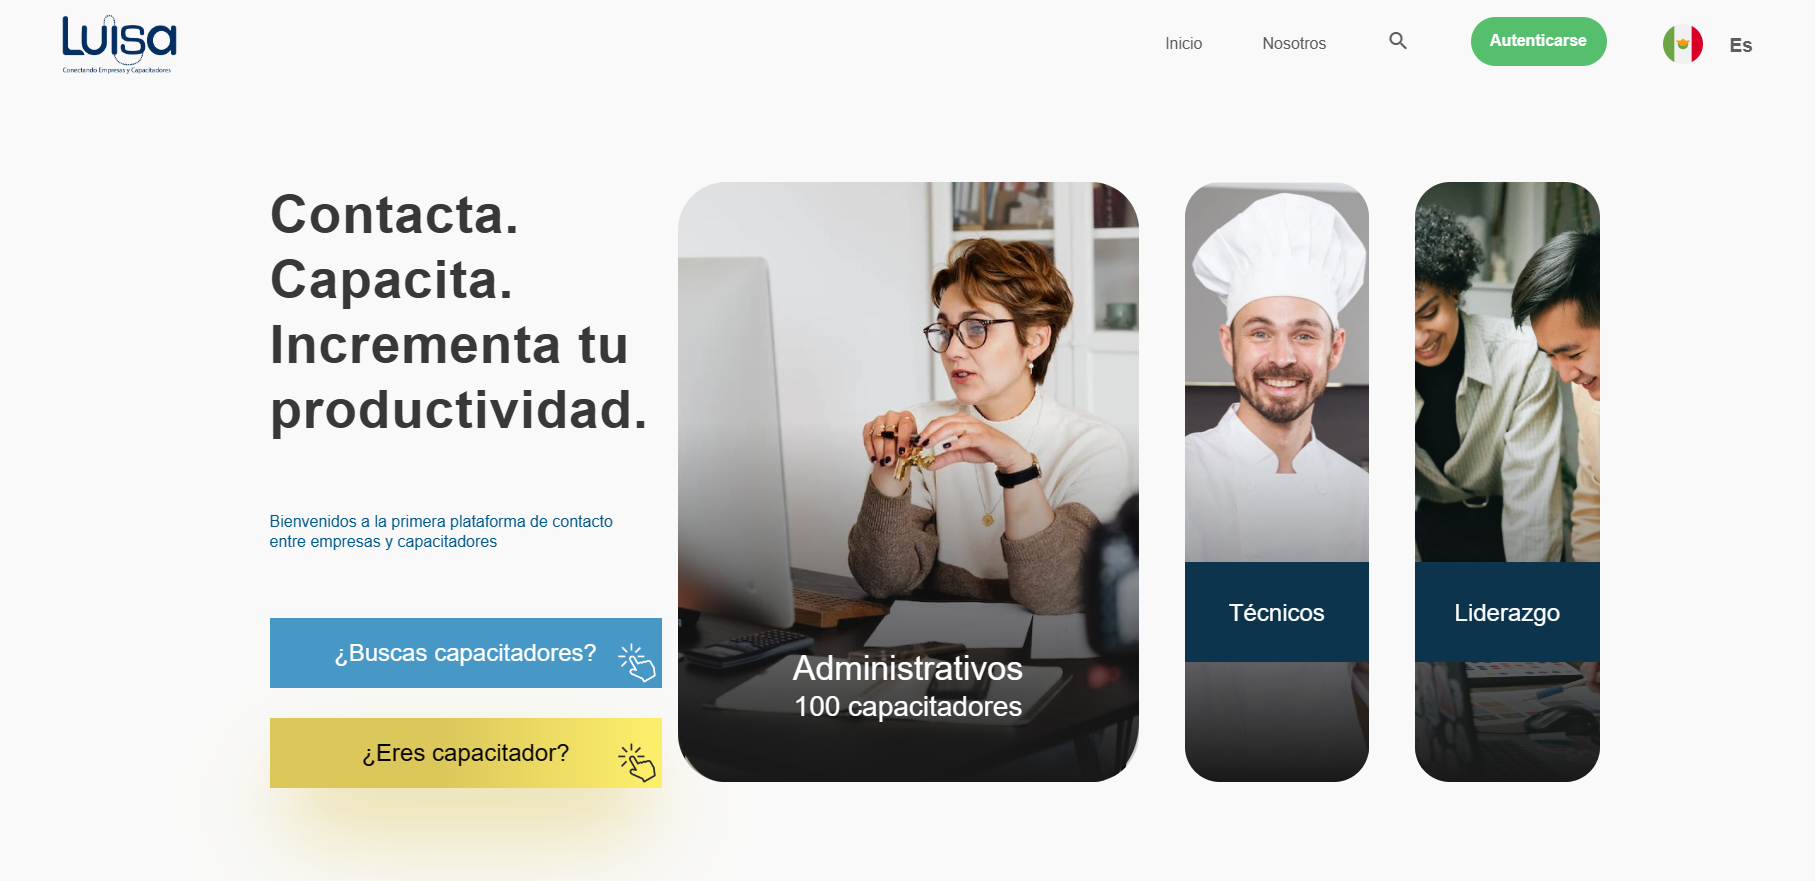 Luisa
Conectando Empresas y Capacitadores
Inicio
Nosotros
Autenticarse
Es
Contacta.
Capacita.
Incrementa tu
productividad.
Bienvenidos a la primera plataforma de contacto
entre empresas y capacitadores
¿Buscas capacitadores?
¿Eres capacitador?
Administrativos
100 capacitadores
Técnicos
Liderazgo